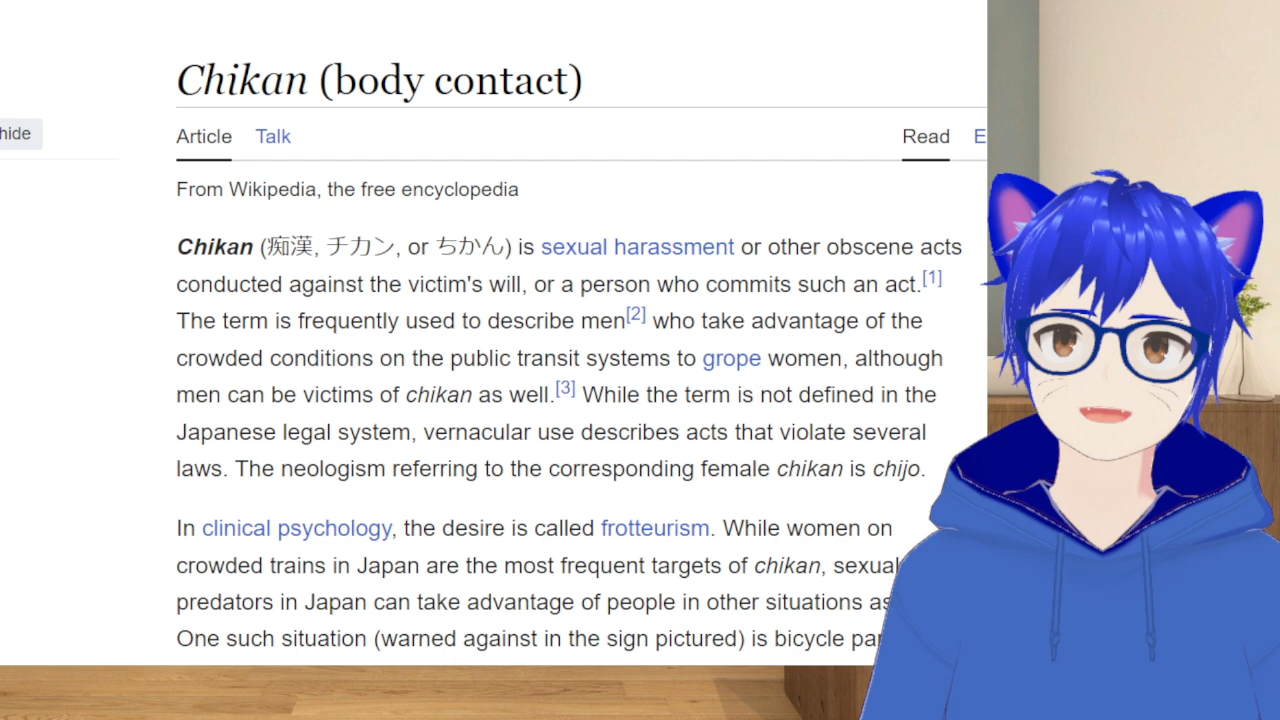 Chikan (body contact)
hide
Article Talk Read
From Wikipedia, the free encyclopedia
Chikan (痴漢, チカン, or ちかん) is sexual harassment or other obscene acts
conducted against the victim's will, or a person who commits such an act.[1]
The term is frequently used to describe men[2] who take advantage of the
crowded conditions on the public transit systems to grope women, although
men can be victims of chikan as well.[3] While the term is not defined in the
Japanese legal system, vernacular use describes acts that violate several
laws. The neologism referring to the corresponding female chikan is chijo.
In clinical psychology, the desire is called frotteurism. While women on
crowded trains in Japan are the most frequent targets of chikan, sexual
predators in Japan can take advantage of people in other situations as
One such situation (warned against in the sign pictured) is bicycle